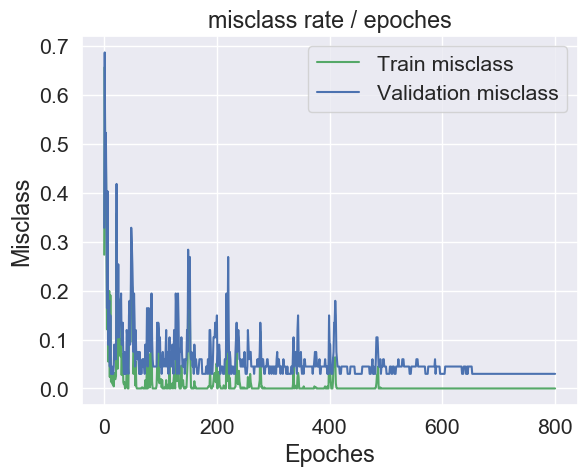 misclass rate / epoches
Train misclass
Validation misclass
Misclass
0.7
0.6
0.5
0.4
0.3
0.2
0.1
0.0
0 200 400 600 800
Epoches